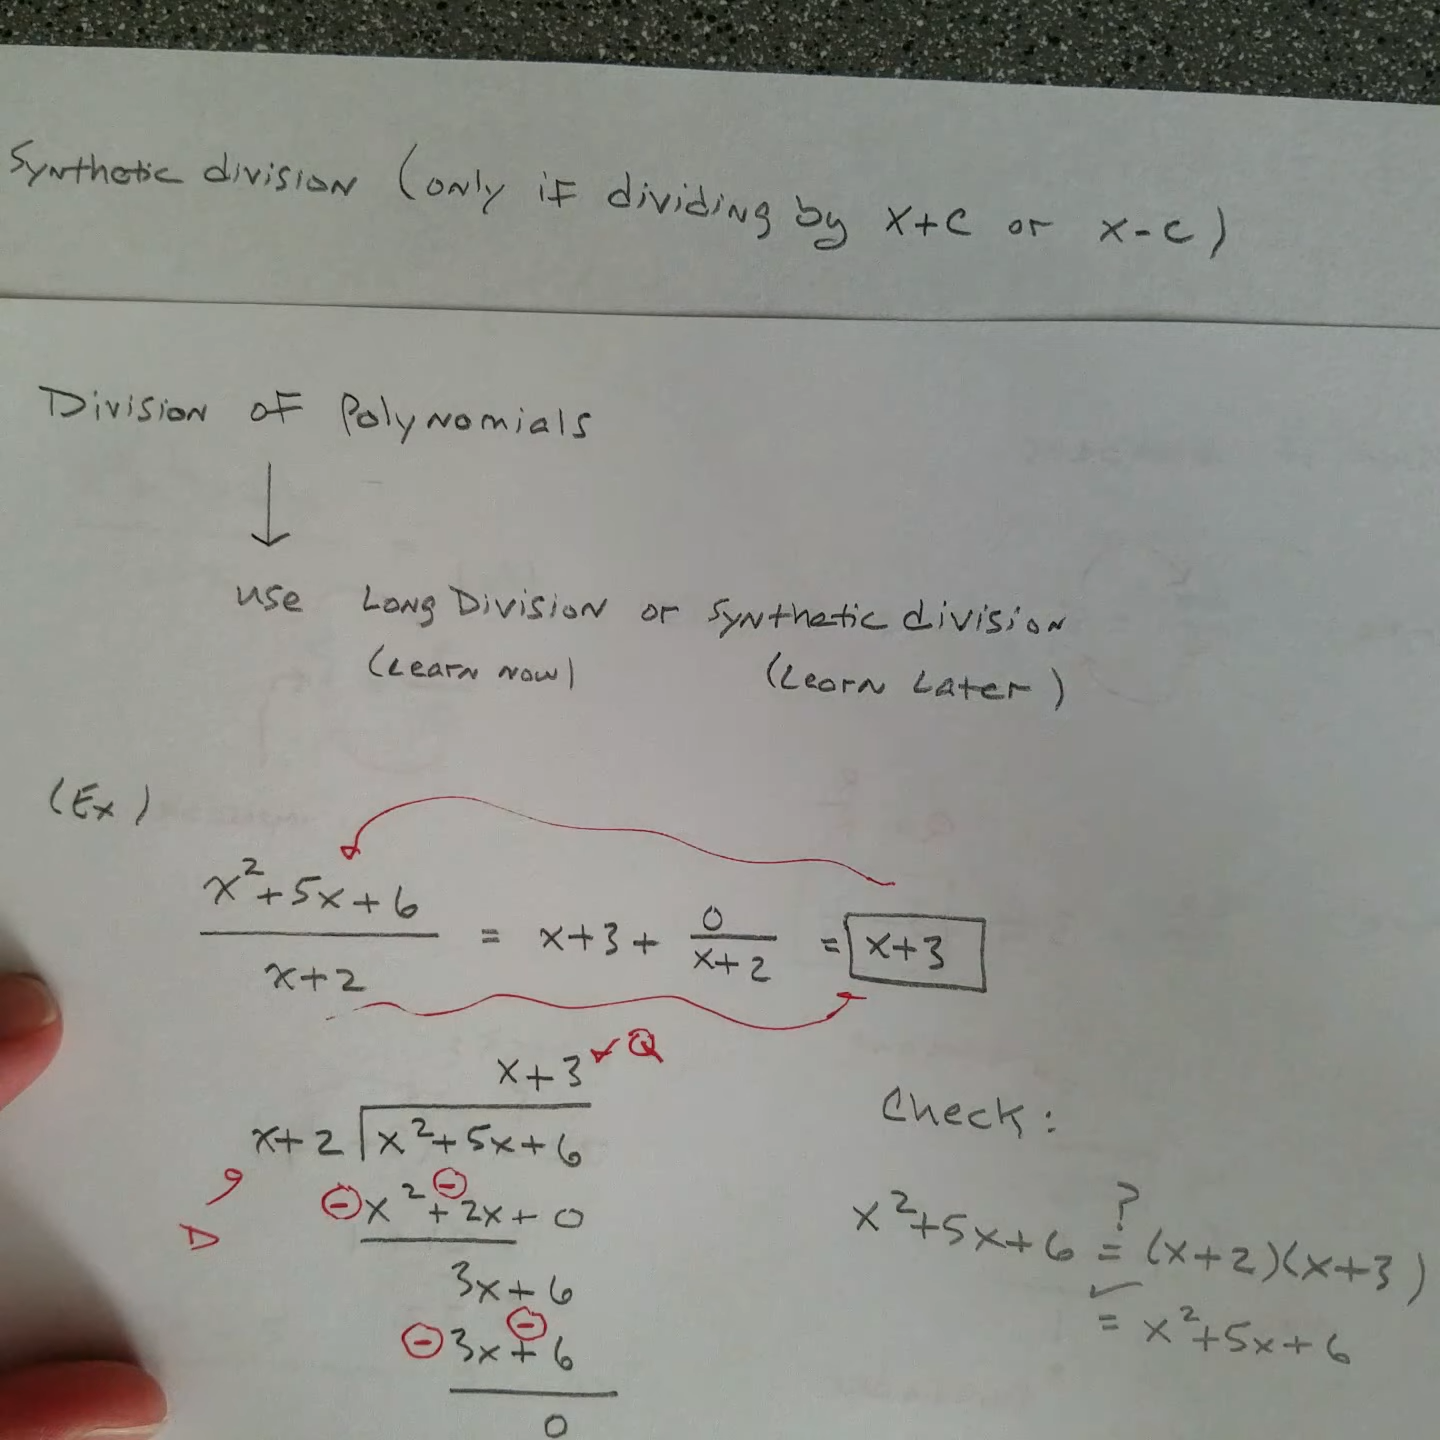 Synthetic division (only if dividing by x+c or x-c)
Division of Polynomials
use Long Division or synthetic division
(Learn now) (Learn Later)
(Ex)
x²+5x+6 / x+2 = x+3 + 0/x+2 = x+3
x+3 Q
x+2 x²+5x+6
D
- x² + 2x + 0 -
3x+6
- 3x+6 -
0
Check:
x²+5x+6 ?= (x+2)(x+3)
✓= x²+5x+6